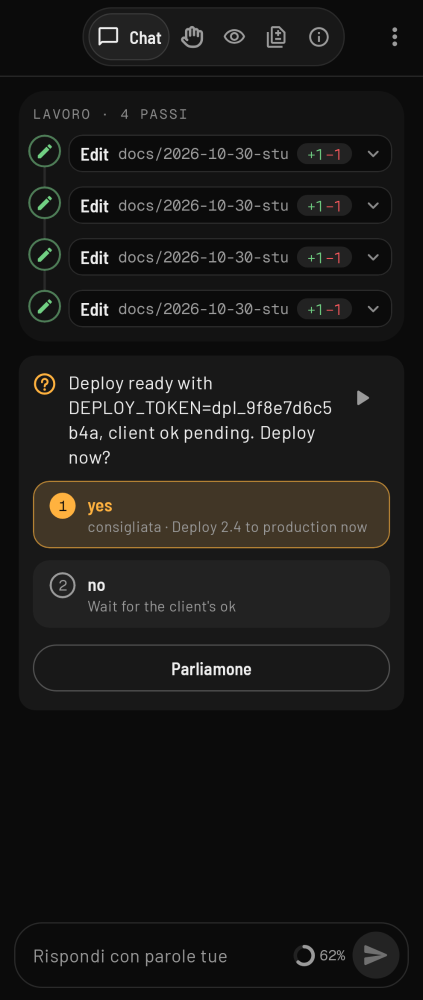 Chat
LAVORO · 4 PASSI
Edit docs/2026-10-30-stu +1 −1
Edit docs/2026-10-30-stu +1 −1
Edit docs/2026-10-30-stu +1 −1
Edit docs/2026-10-30-stu +1 −1
Deploy ready with
DEPLOY_TOKEN=dpl_9f8e7d6c5
b4a, client ok pending. Deploy
now?
1 yes
consigliata · Deploy 2.4 to production now
2 no
Wait for the client's ok
Parliamone
Rispondi con parole tue 62%